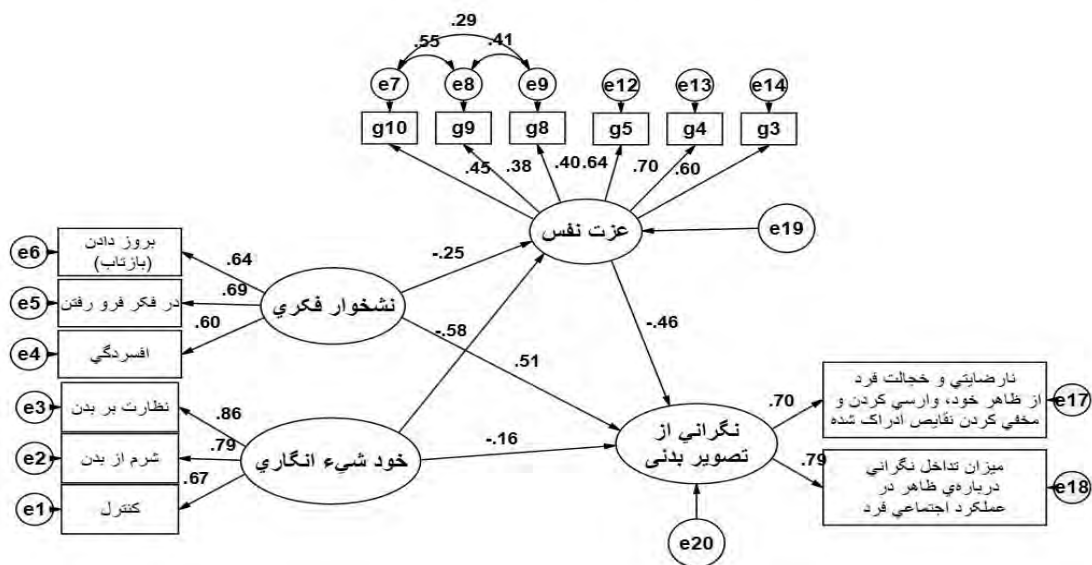 .29
.55
.41
e7
e8
e9
e12
e13
e14
g10
g9
g8
g5
g4
g3
.45
.38
.40
.64
.70
.60
عزت نفس
e19
e6
بروز دادن
(بازتاب)
.64
-.25
e5
در فکر فرو رفتن
.69
نشخوار فكري
e4
افسردگي
.60
-.58
.51
-.46
e3
نظارت بر بدن
.86
e2
شرم از بدن
.79
خود شيء انگاري
-.16
e1
كنترل
.67
نگراني از
تصوير بدنى
.70
نارضايتي و خجالت فرد
از ظاهر خود، وارسي كردن و
مخفي كردن نقايص ادراک شده
e17
.79
ميزان تداخل نگراني
درباره‌ي ظاهر در
عملكرد اجتماعي فرد
e18
e20